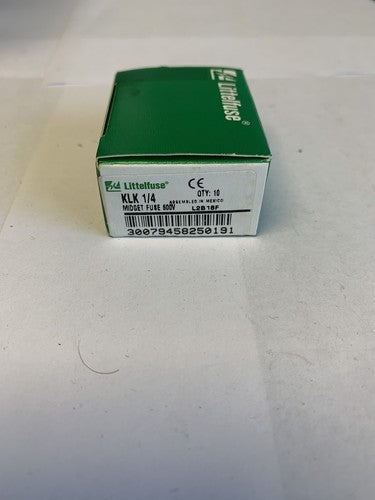 Littelfuse®
Littelfuse® CE QTY: 10
KLK 1/4 ASSEMBLED IN MEXICO
MIDGET FUSE 600V L2B18F
30079458250191